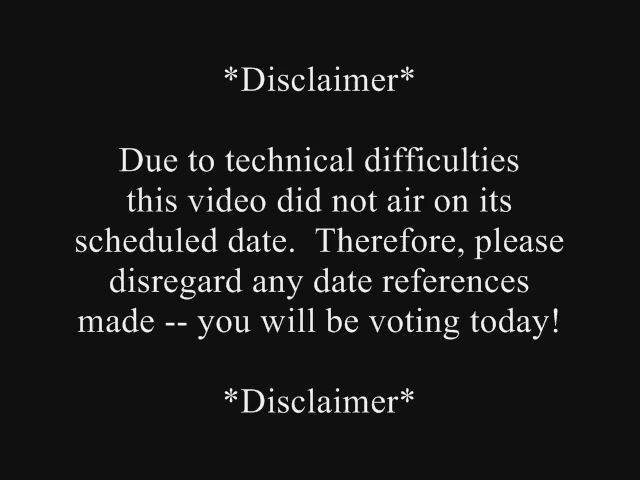 *Disclaimer*
Due to technical difficulties
this video did not air on its
scheduled date.  Therefore, please
disregard any date references
made -- you will be voting today!
*Disclaimer*